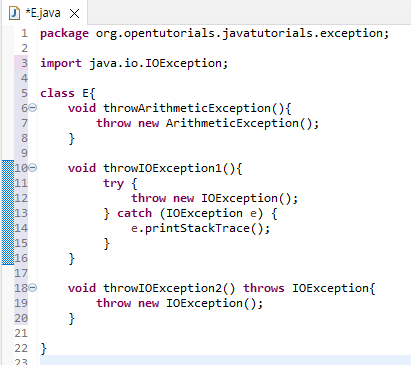 *E.java
1 package org.opentutorials.javatutorials.exception;
2
3 import java.io.IOException;
4
5 class E{
6 void throwArithmeticException(){
7 throw new ArithmeticException();
8 }
9
10 void throwIOException1(){
11 try {
12 throw new IOException();
13 } catch (IOException e) {
14 e.printStackTrace();
15 }
16 }
17
18 void throwIOException2() throws IOException{
19 throw new IOException();
20 }
21
22 }
23